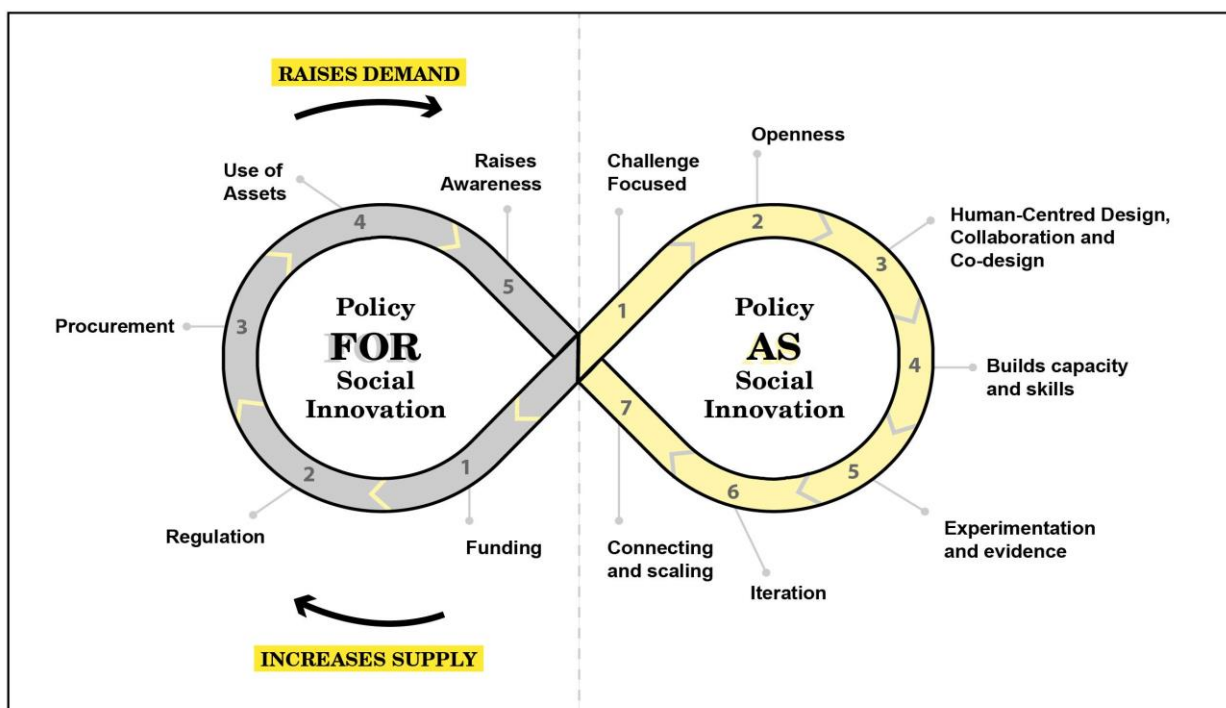 RAISES DEMAND
Use of
Assets
Raises
Awareness
4
5
3
Procurement
Policy
FOR
Social
Innovation
2
1
Regulation
Funding
INCREASES SUPPLY
Challenge
Focused
Openness
Human-Centred Design,
Collaboration and
Co-design
1
2
3
Policy
AS
Social
Innovation
4
Builds capacity
and skills
7
6
5
Connecting
and scaling
Iteration
Experimentation
and evidence